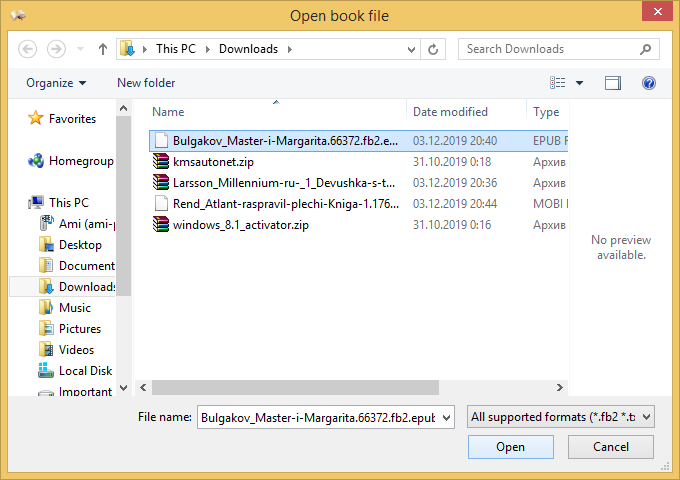 Open book file
This PC Downloads
Search Downloads
Organize New folder
Name Date modified Type
Bulgakov_Master-i-Margarita.66372.fb2.e... 03.12.2019 20:40 EPUB F
kmsautonet.zip 31.10.2019 0:18 Архив
Larsson_Millennium-ru-_1_Devushka-s-t... 03.12.2019 20:36 Архив
Rend_Atlant-raspravil-plechi-Kniga-1.176... 03.12.2019 20:44 MOBI F
windows_8.1_activator.zip 31.10.2019 0:16 Архив
Favorites
Homegroup
This PC
Ami (ami-p
Desktop
Document
Downloads
Music
Pictures
Videos
Local Disk
Important
No preview
available.
File name: Bulgakov_Master-i-Margarita.66372.fb2.epub
All supported formats (*.fb2 *.tx
Open Cancel